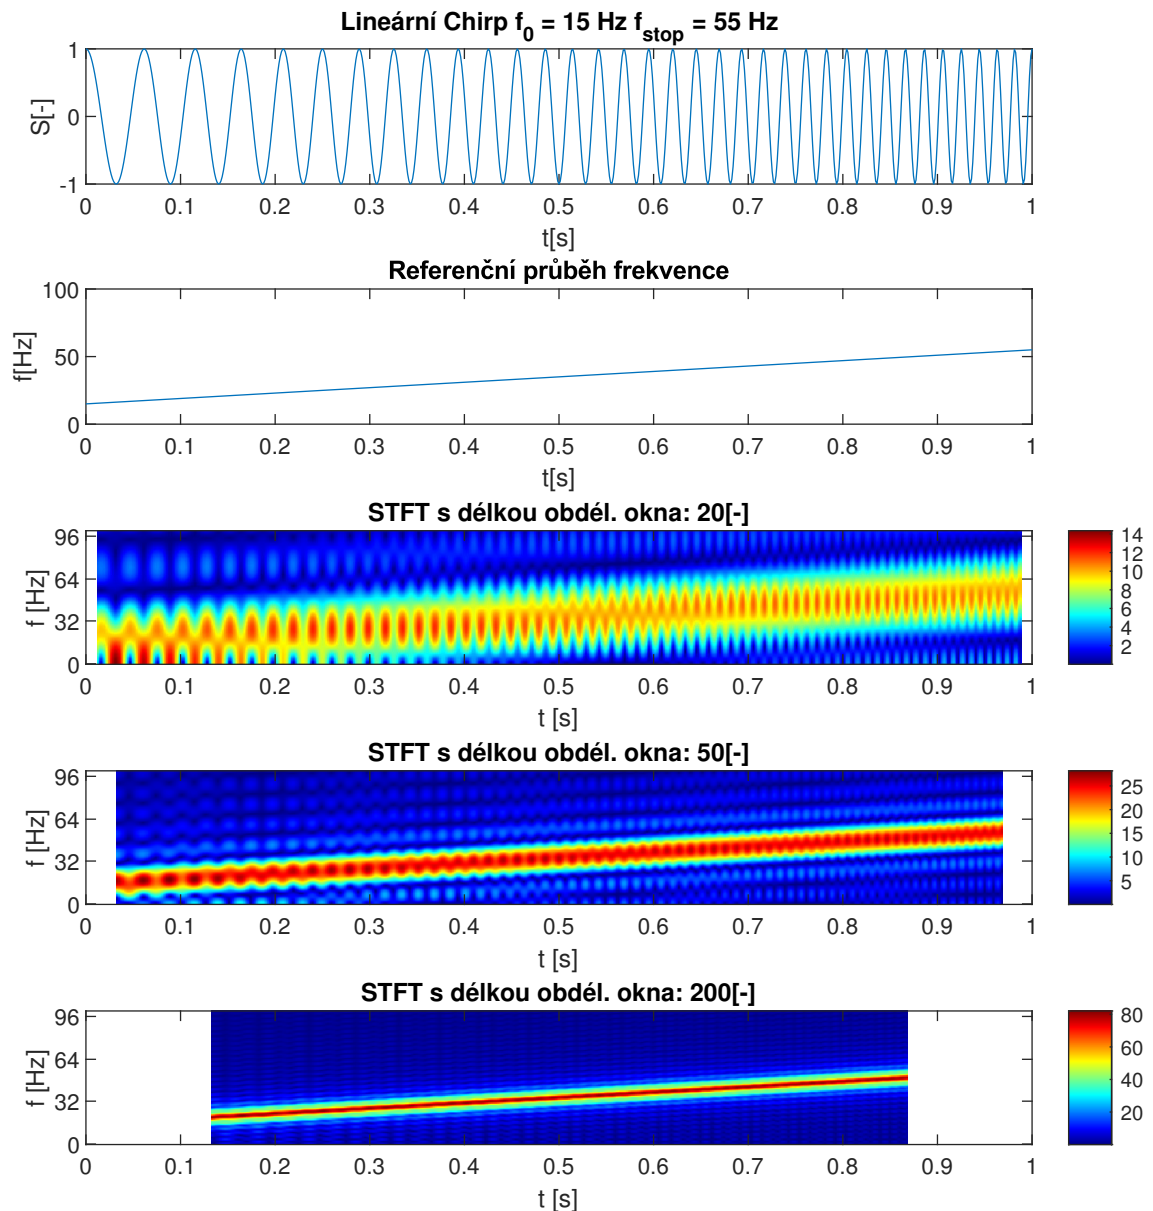 Lineární Chirp f0 = 15 Hz fstop = 55 Hz
1
0
-1
S[-]
0 0.1 0.2 0.3 0.4 0.5 0.6 0.7 0.8 0.9 1
t[s]
Referenční průběh frekvence
100
50
0
f[Hz]
0 0.1 0.2 0.3 0.4 0.5 0.6 0.7 0.8 0.9 1
t[s]
STFT s délkou obdél. okna: 20[-]
96
64
32
0
f [Hz]
0 0.1 0.2 0.3 0.4 0.5 0.6 0.7 0.8 0.9 1
t [s]
14
12
10
8
6
4
2
STFT s délkou obdél. okna: 50[-]
96
64
32
0
f [Hz]
0 0.1 0.2 0.3 0.4 0.5 0.6 0.7 0.8 0.9 1
t [s]
25
20
15
10
5
STFT s délkou obdél. okna: 200[-]
96
64
32
0
f [Hz]
0 0.1 0.2 0.3 0.4 0.5 0.6 0.7 0.8 0.9 1
t [s]
80
60
40
20